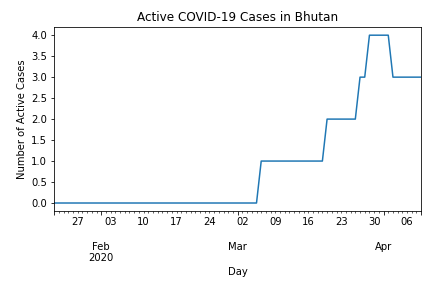 Active COVID-19 Cases in Bhutan
Number of Active Cases
4.0
3.5
3.0
2.5
2.0
1.5
1.0
0.5
0.0
27 03 10 17 24 02 09 16 23 30 06
Feb Mar Apr
2020
Day